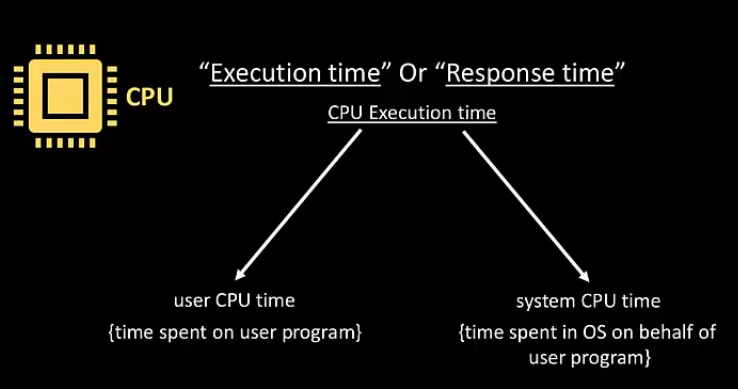 “Execution time” Or “Response time”
CPU
CPU Execution time
user CPU time
{time spent on user program}
system CPU time
{time spent in OS on behalf of
user program}